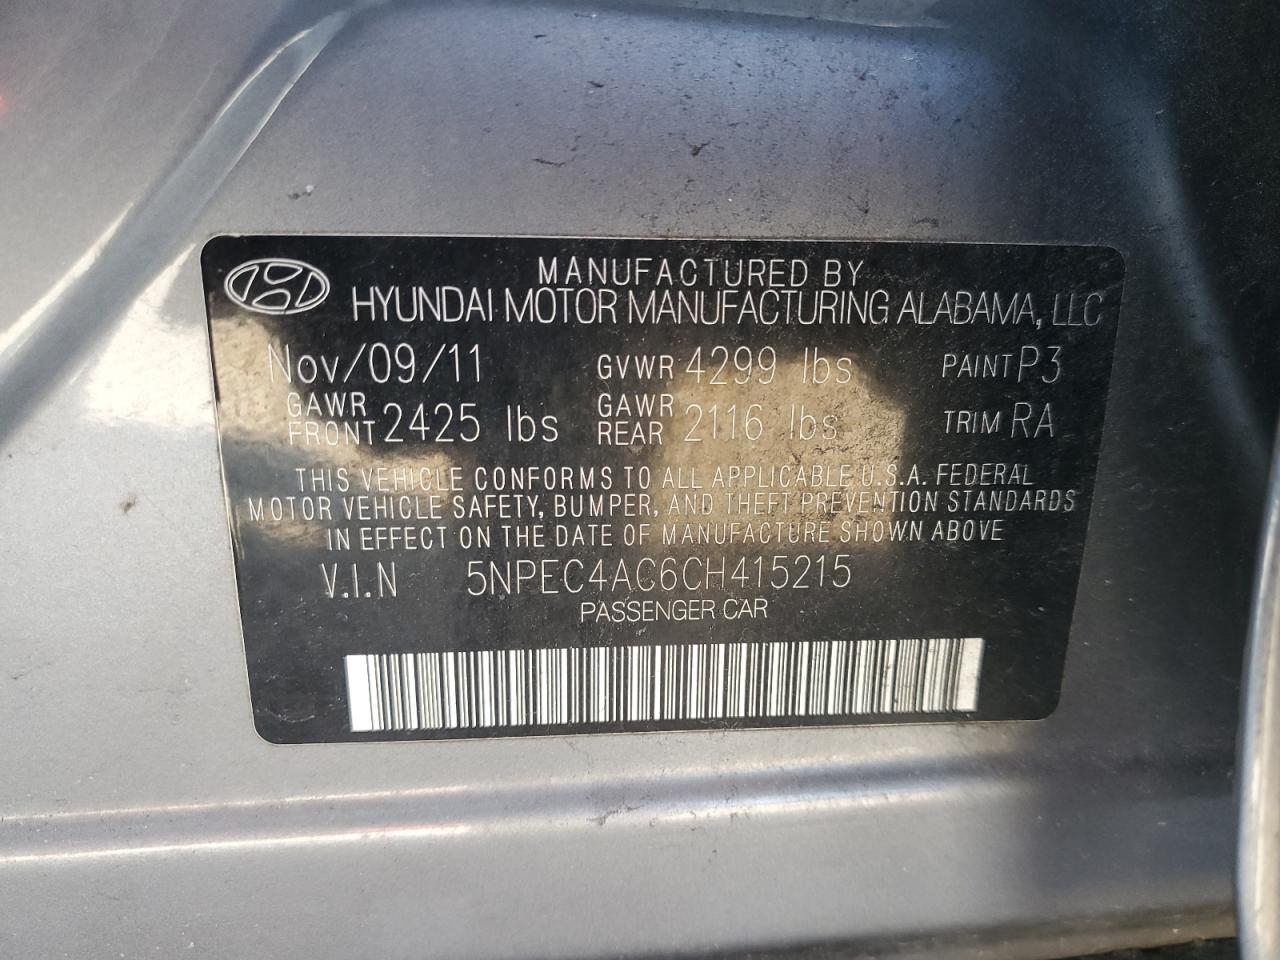 MANUFACTURED BY
HYUNDAI MOTOR MANUFACTURING ALABAMA, LLC
Nov/09/11 GVWR 4299 lbs PAINT P3
GAWR FRONT 2425 lbs GAWR REAR 2116 lbs TRIM RA
THIS VEHICLE CONFORMS TO ALL APPLICABLE U.S.A. FEDERAL
MOTOR VEHICLE SAFETY, BUMPER, AND THEFT PREVENTION STANDARDS
IN EFFECT ON THE DATE OF MANUFACTURE SHOWN ABOVE
V.I.N 5NPEC4AC6CH415215
PASSENGER CAR